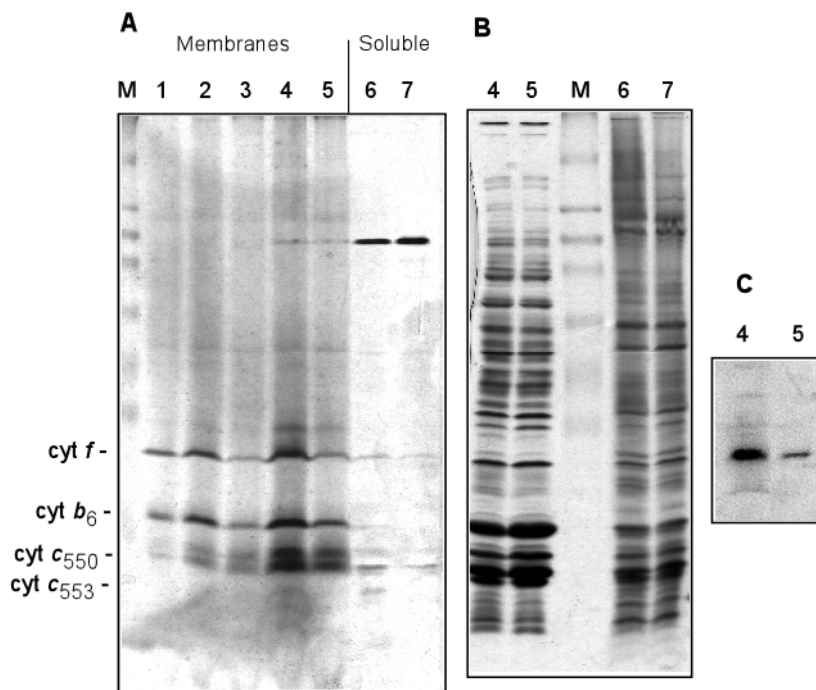 A
Membranes Soluble
M 1 2 3 4 5 6 7
cyt f -
cyt b6 -
cyt c550 -
cyt c553 -
B
4 5 M 6 7
C
4 5